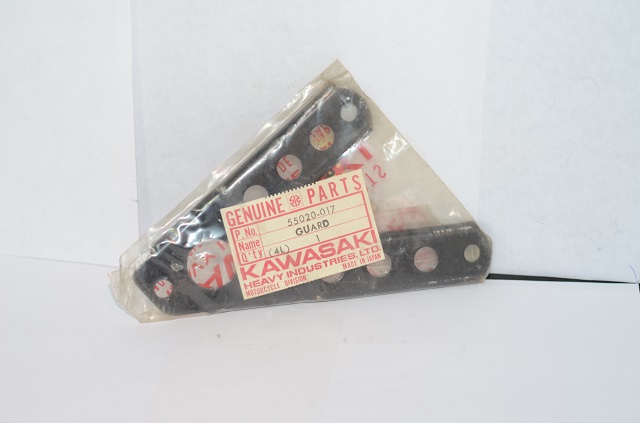 GENUINE PARTS
P.No. 55020-017
Name GUARD
Q'ty (4L) 1
KAWASAKI
HEAVY INDUSTRIES, LTD.
MOTORCYCLE DIVISION MADE IN JAPAN